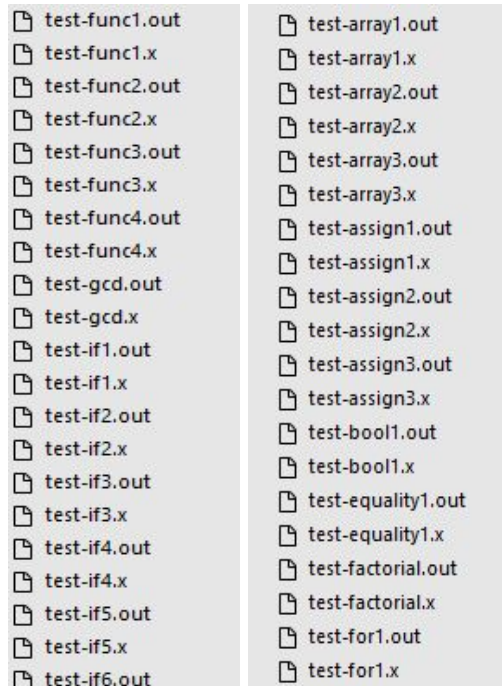 test-func1.out
test-func1.x
test-func2.out
test-func2.x
test-func3.out
test-func3.x
test-func4.out
test-func4.x
test-gcd.out
test-gcd.x
test-if1.out
test-if1.x
test-if2.out
test-if2.x
test-if3.out
test-if3.x
test-if4.out
test-if4.x
test-if5.out
test-if5.x
test-if6.out
test-array1.out
test-array1.x
test-array2.out
test-array2.x
test-array3.out
test-array3.x
test-assign1.out
test-assign1.x
test-assign2.out
test-assign2.x
test-assign3.out
test-assign3.x
test-bool1.out
test-bool1.x
test-equality1.out
test-equality1.x
test-factorial.out
test-factorial.x
test-for1.out
test-for1.x